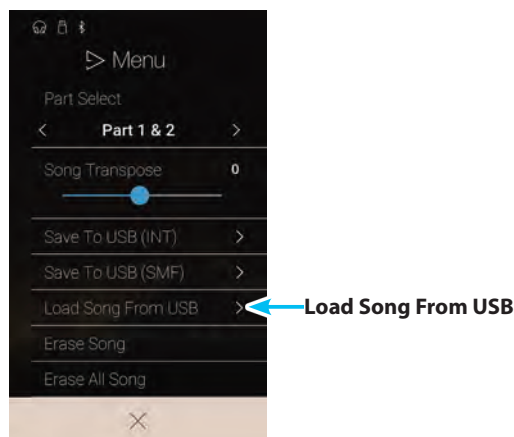 Menu
Part Select
< Part 1 & 2 >
Song Transpose 0
Save To USB (INT) >
Save To USB (SMF) >
Load Song From USB > Load Song From USB
Erase Song
Erase All Song